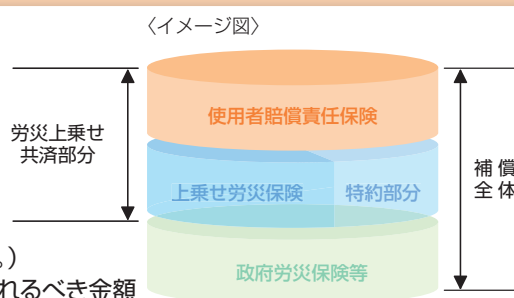 〈イメージ図〉
使用者賠償責任保険
労災上乗せ
共済部分
上乗せ労災保険
特約部分
補償
全体
政府労災保険等
。)
れるべき金額